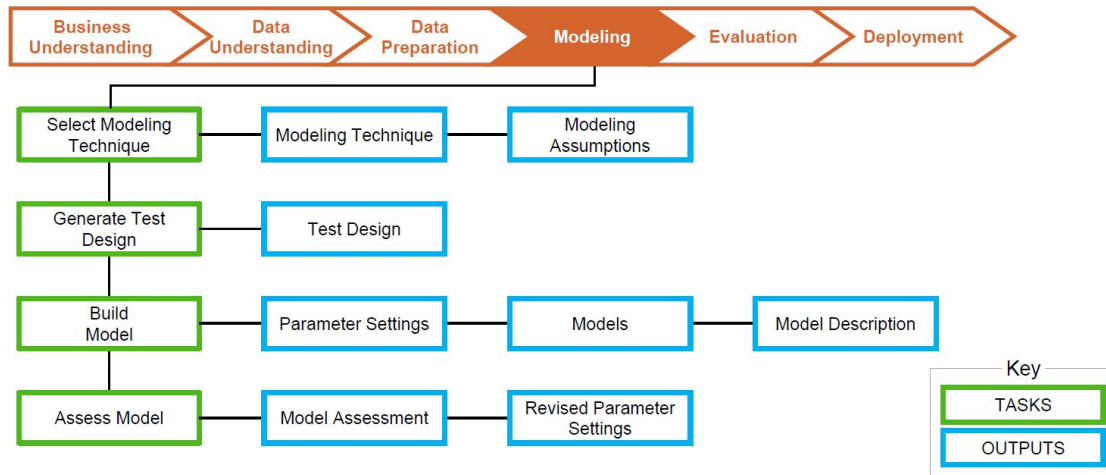 Business
Understanding
Data
Understanding
Data
Preparation
Modeling
Evaluation
Deployment
Select Modeling
Technique
Modeling Technique
Modeling
Assumptions
Generate Test
Design
Test Design
Build
Model
Parameter Settings
Models
Model Description
Assess Model
Model Assessment
Revised Parameter
Settings
Key
TASKS
OUTPUTS